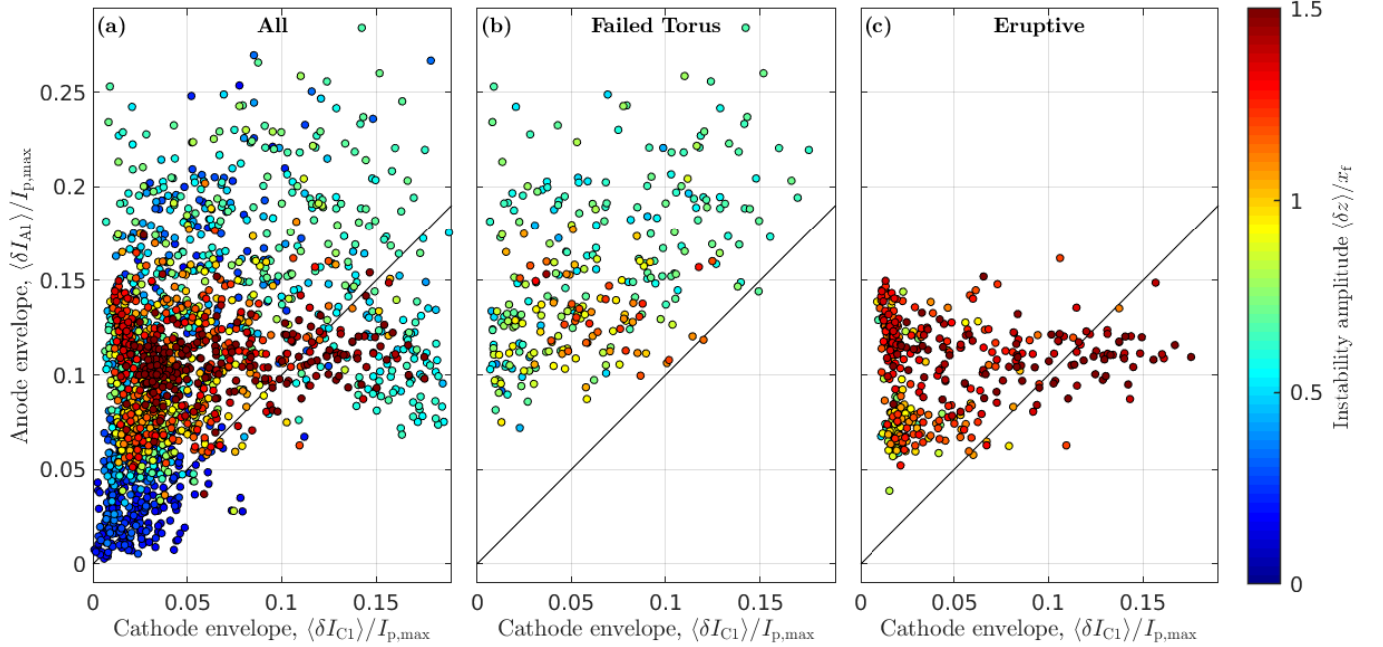 (a) All
(b) Failed Torus
(c) Eruptive
Anode envelope, ⟨δI_A1⟩/I_p,max
0.25
0.2
0.15
0.1
0.05
0
0 0.05 0.1 0.15
0 0.05 0.1 0.15
0 0.05 0.1 0.15
Cathode envelope, ⟨δI_C1⟩/I_p,max
Cathode envelope, ⟨δI_C1⟩/I_p,max
Cathode envelope, ⟨δI_C1⟩/I_p,max
1.5
1
0.5
0
Instability amplitude ⟨δz⟩/x_f